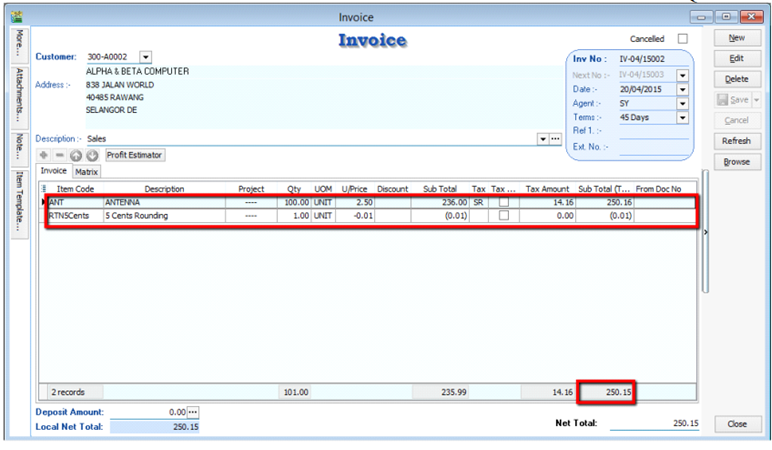 Invoice
Invoice
Cancelled
Customer: 300-A0002
ALPHA & BETA COMPUTER
Address :- 838 JALAN WORLD
40485 RAWANG
SELANGOR DE
Inv No : IV-04/15002
Next No :- IV-04/15003
Date :- 20/04/2015
Agent :- SY
Terms :- 45 Days
Ref 1. :-
Ext. No. :-
Description :- Sales
Profit Estimator
Invoice Matrix
Item Code Description Project Qty UOM U/Price Discount Sub Total Tax Tax ... Tax Amount Sub Total (T... From Doc No
ANT ANTENNA ---- 100.00 UNIT 2.50 236.00 SR 14.16 250.16
RTN5Cents 5 Cents Rounding ---- 1.00 UNIT -0.01 (0.01) 0.00 (0.01)
2 records 101.00 235.99 14.16 250.15
Deposit Amount: 0.00
Local Net Total: 250.15
Net Total: 250.15
More...
Attachments...
Note...
Item Template...
New
Edit
Delete
Save
Cancel
Refresh
Browse
Close